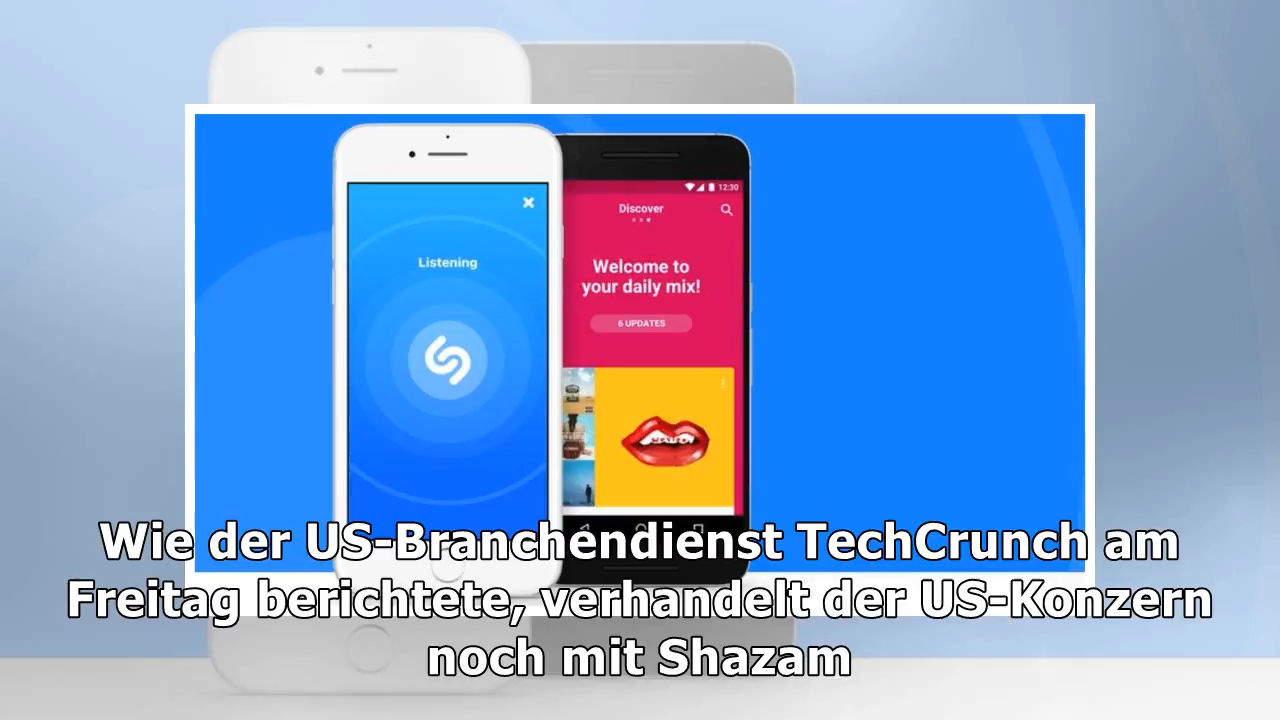 12:30
Discover
Listening
Welcome to
your daily mix!
6 UPDATES
Wie der US-Branchendienst TechCrunch am
Freitag berichtete, verhandelt der US-Konzern
noch mit Shazam